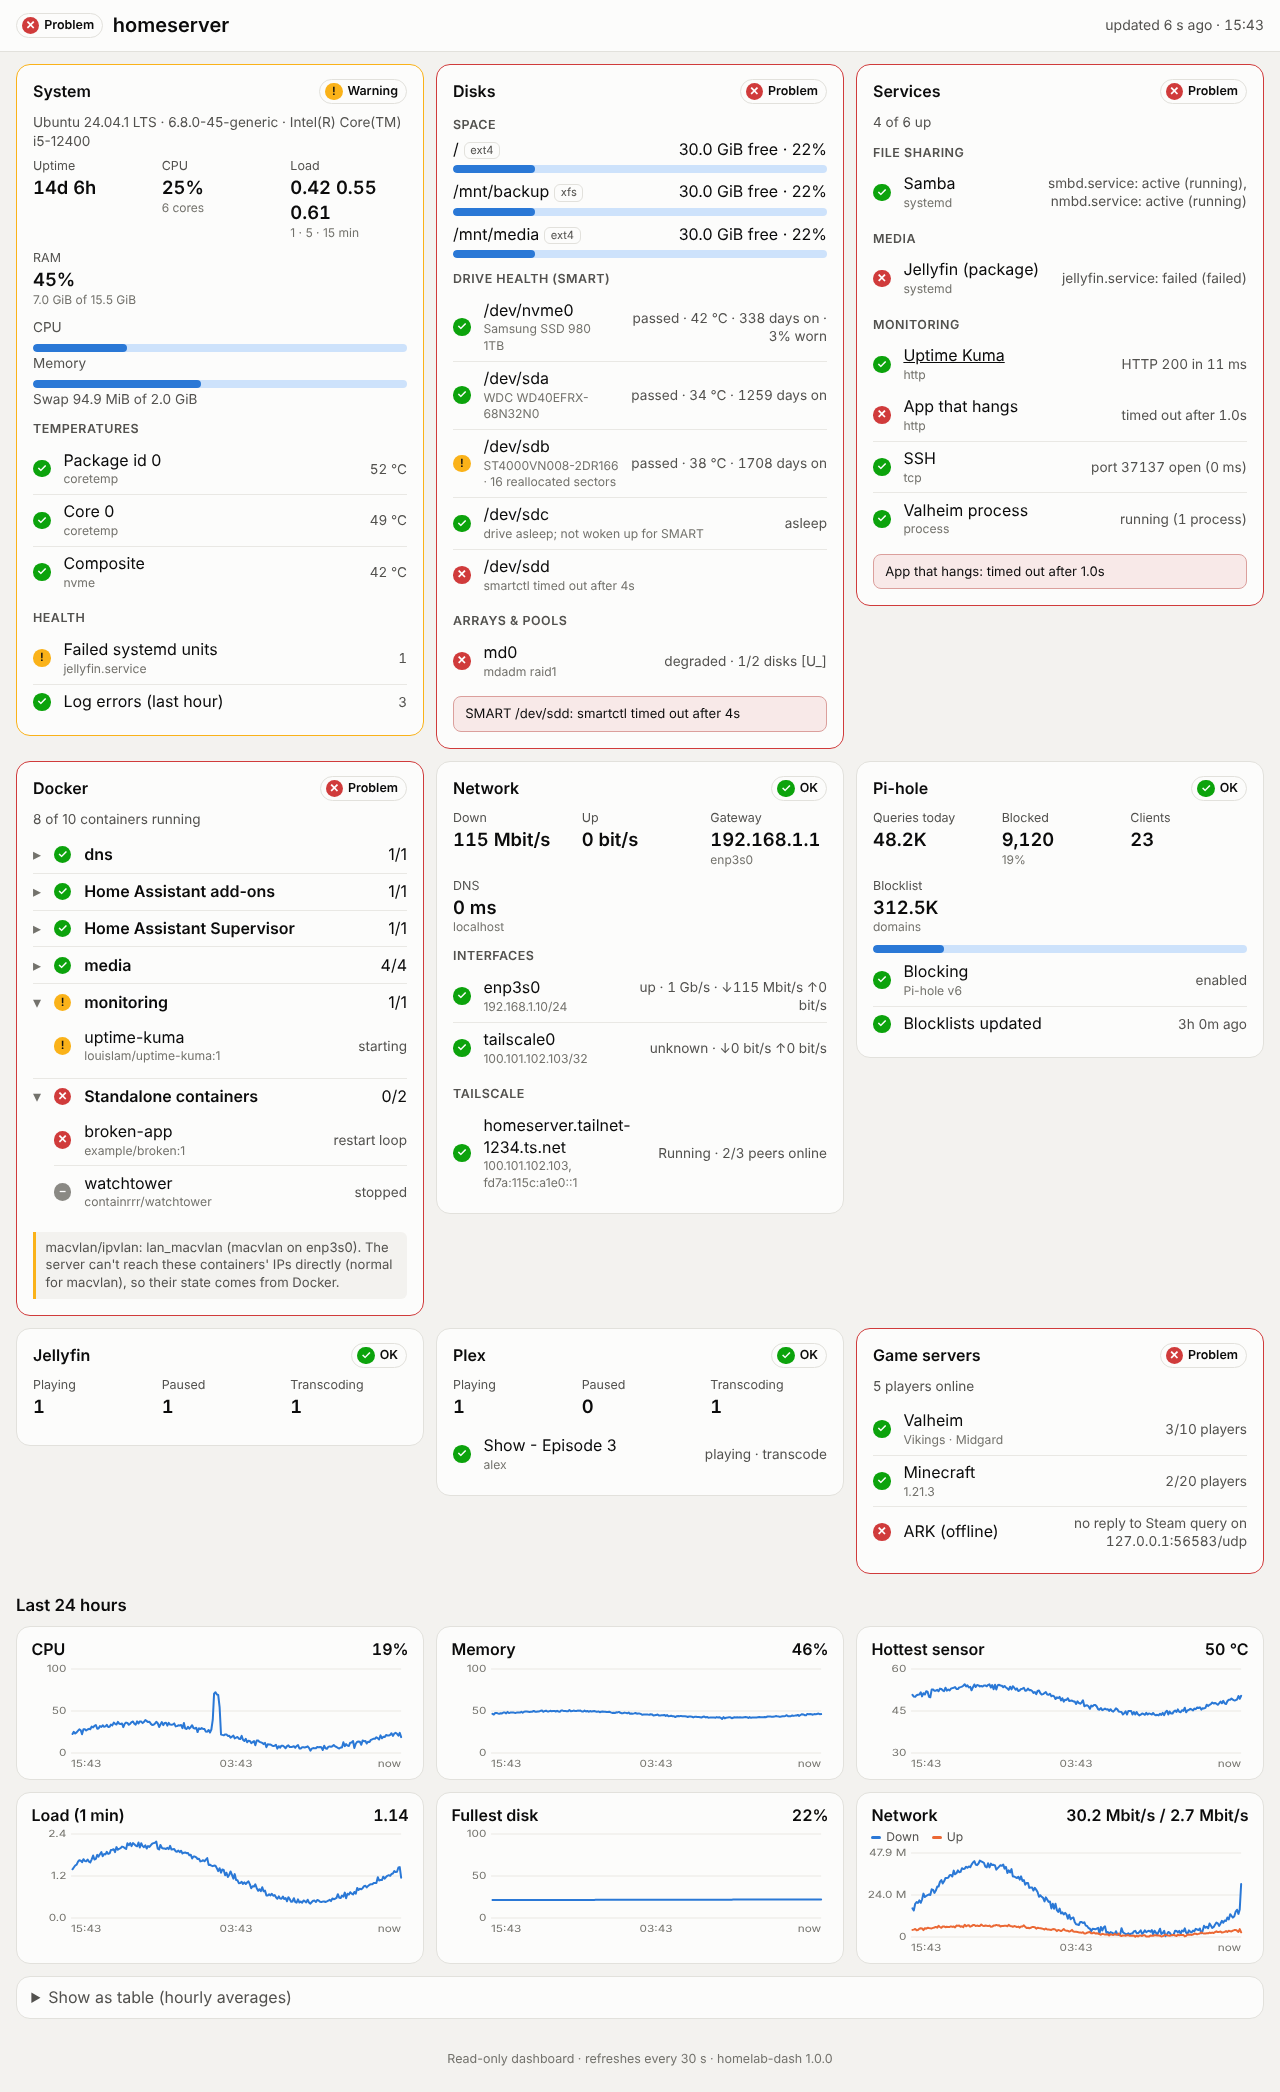 Problem homeserver updated 6 s ago · 15:43
System Warning
Ubuntu 24.04.1 LTS · 6.8.0-45-generic · Intel(R) Core(TM)
i5-12400
Uptime CPU Load
14d 6h 25% 0.42 0.55
6 cores 0.61
1 · 5 · 15 min
RAM
45%
7.0 GiB of 15.5 GiB
CPU
Memory
Swap 94.9 MiB of 2.0 GiB
TEMPERATURES
Package id 0 52 °C
coretemp
Core 0 49 °C
coretemp
Composite 42 °C
nvme
HEALTH
Failed systemd units 1
jellyfin.service
Log errors (last hour) 3
Disks Problem
SPACE
/ ext4 30.0 GiB free · 22%
/mnt/backup xfs 30.0 GiB free · 22%
/mnt/media ext4 30.0 GiB free · 22%
DRIVE HEALTH (SMART)
/dev/nvme0 passed · 42 °C · 338 days on ·
Samsung SSD 980 3% worn
1TB
/dev/sda
WDC WD40EFRX- passed · 34 °C · 1259 days on
68N32N0
/dev/sdb
ST4000VN008-2DR166 passed · 38 °C · 1708 days on
· 16 reallocated sectors
/dev/sdc asleep
drive asleep; not woken up for SMART
/dev/sdd
smartctl timed out after 4s
ARRAYS & POOLS
md0 degraded · 1/2 disks [U_]
mdadm raid1
SMART /dev/sdd: smartctl timed out after 4s
Services Problem
4 of 6 up
FILE SHARING
Samba smbd.service: active (running),
systemd nmbd.service: active (running)
MEDIA
Jellyfin (package) jellyfin.service: failed (failed)
systemd
MONITORING
Uptime Kuma HTTP 200 in 11 ms
http
App that hangs timed out after 1.0s
http
SSH port 37137 open (0 ms)
tcp
Valheim process running (1 process)
process
App that hangs: timed out after 1.0s
Docker Problem
8 of 10 containers running
dns 1/1
Home Assistant add-ons 1/1
Home Assistant Supervisor 1/1
media 4/4
monitoring 1/1
uptime-kuma starting
louislam/uptime-kuma:1
Standalone containers 0/2
broken-app restart loop
example/broken:1
watchtower stopped
containrrr/watchtower
macvlan/ipvlan: lan_macvlan (macvlan on enp3s0). The
server can't reach these containers' IPs directly (normal
for macvlan), so their state comes from Docker.
Network OK
Down Up Gateway
115 Mbit/s 0 bit/s 192.168.1.1
enp3s0
DNS
0 ms
localhost
INTERFACES
enp3s0 up · 1 Gb/s · ↓115 Mbit/s ↑0
192.168.1.10/24 bit/s
tailscale0 unknown · ↓0 bit/s ↑0 bit/s
100.101.102.103/32
TAILSCALE
homeserver.tailnet-
1234.ts.net Running · 2/3 peers online
100.101.102.103,
fd7a:115c:a1e0::1
Pi-hole OK
Queries today Blocked Clients
48.2K 9,120 23
19%
Blocklist
312.5K
domains
Blocking enabled
Pi-hole v6
Blocklists updated 3h 0m ago
Jellyfin OK
Playing Paused Transcoding
1 1 1
Plex OK
Playing Paused Transcoding
1 0 1
Show - Episode 3 playing · transcode
alex
Game servers Problem
5 players online
Valheim 3/10 players
Vikings · Midgard
Minecraft 2/20 players
1.21.3
ARK (offline) no reply to Steam query on
127.0.0.1:56583/udp
Last 24 hours
CPU 19%
100
50
0
15:43 03:43 now
Memory 46%
100
50
0
15:43 03:43 now
Hottest sensor 50 °C
60
45
30
15:43 03:43 now
Load (1 min) 1.14
2.4
1.2
0.0
15:43 03:43 now
Fullest disk 22%
100
50
0
15:43 03:43 now
Network 30.2 Mbit/s / 2.7 Mbit/s
Down Up
47.9 M
24.0 M
0
15:43 03:43 now
Show as table (hourly averages)
Read-only dashboard · refreshes every 30 s · homelab-dash 1.0.0